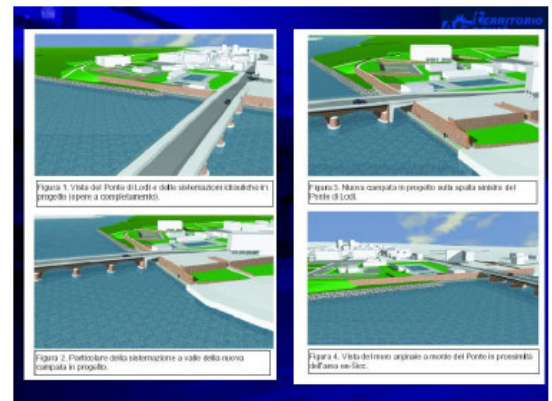 TERRITORIO
Figura 1. Vista del Ponte di Lodi e delle sistemazioni idrauliche in
progetto (opere a completamento).
Figura 2. Particolare della sistemazione a valle della nuova
campata in progetto.
Figura 3. Nuova campata in progetto sulla spalla sinistra del
Ponte di Lodi.
Figura 4. Vista del muro arginale a monte del Ponte in prossimità
dell'area ex-Sicc.